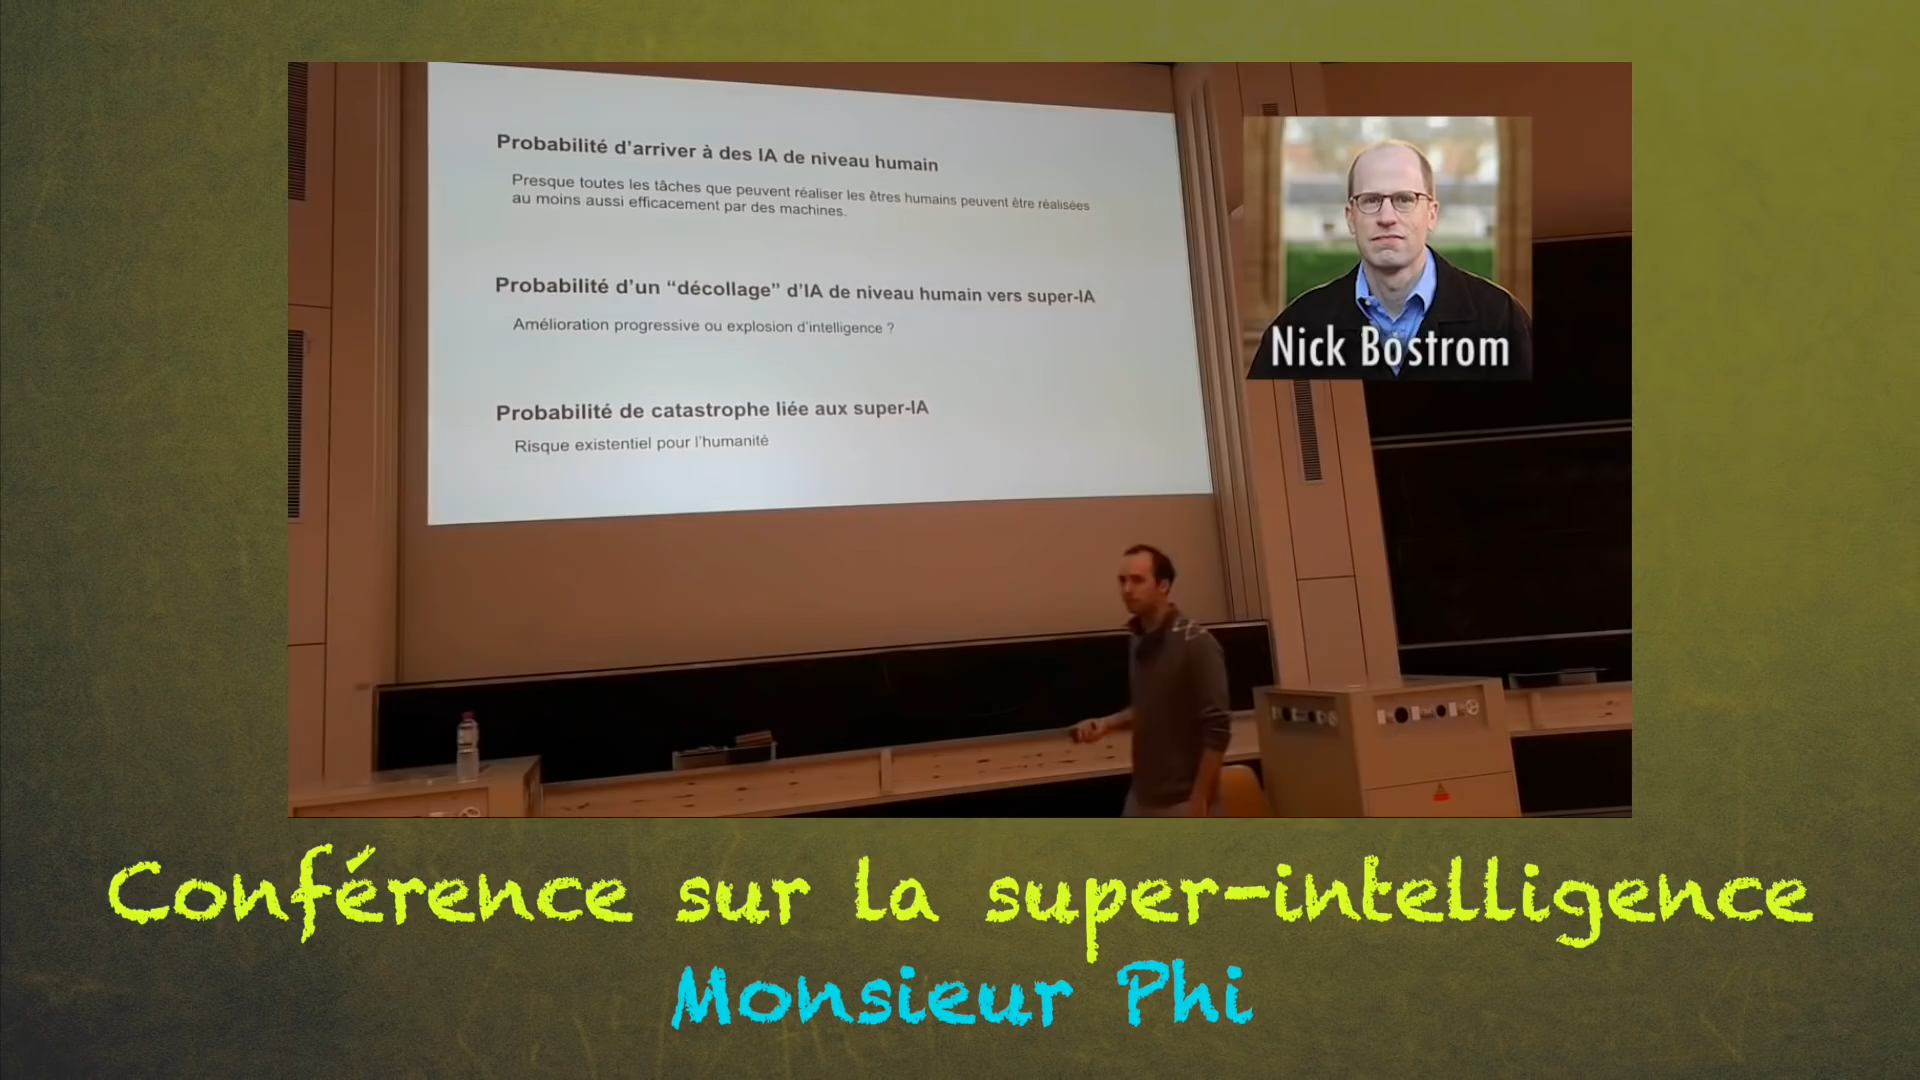 Probabilité d'arriver à des IA de niveau humain
Presque toutes les tâches que peuvent réaliser les êtres humains peuvent être réalisées
au moins aussi efficacement par des machines.
Probabilité d'un “décollage” d'IA de niveau humain vers super-IA
Amélioration progressive ou explosion d'intelligence ?
Probabilité de catastrophe liée aux super-IA
Risque existentiel pour l'humanité
Nick Bostrom
Conférence sur la super-intelligence
Monsieur Phi